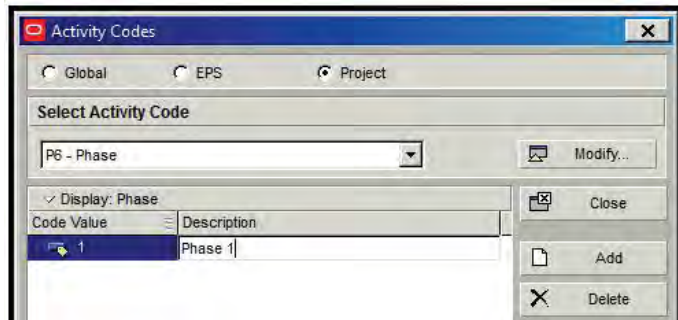 Activity Codes
Global EPS Project
Select Activity Code
P6 - Phase Modify...
Display: Phase Close
Code Value Description
1 Phase 1
Add
Delete